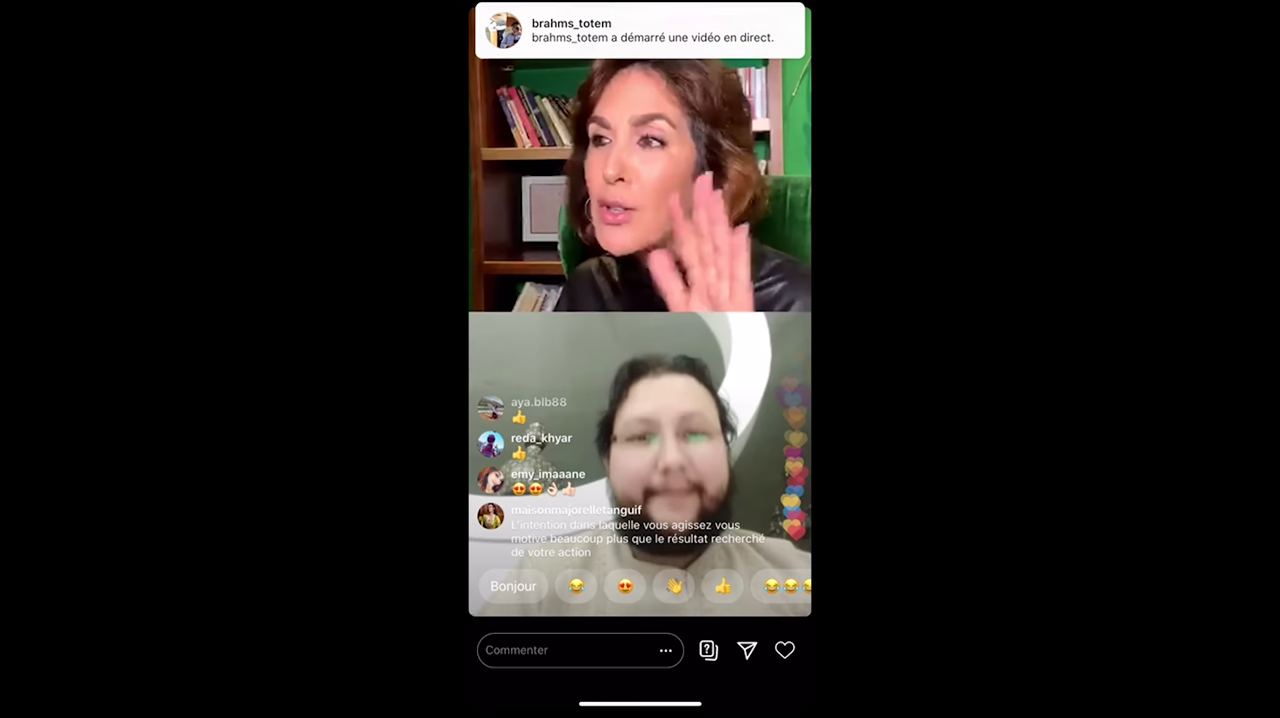 brahms_totem
brahms_totem a démarré une vidéo en direct.
aya.blb88
👍
reda_khyar
👍
emy_imaaane
😍😍👌🏻👍🏻
maisonmajorelletanguif
L'intention dans laquelle vous agissez vous
motive beaucoup plus que le résultat recherché
de votre action
Bonjour 😂 😍 👋 👍 😂😂😂
Commenter